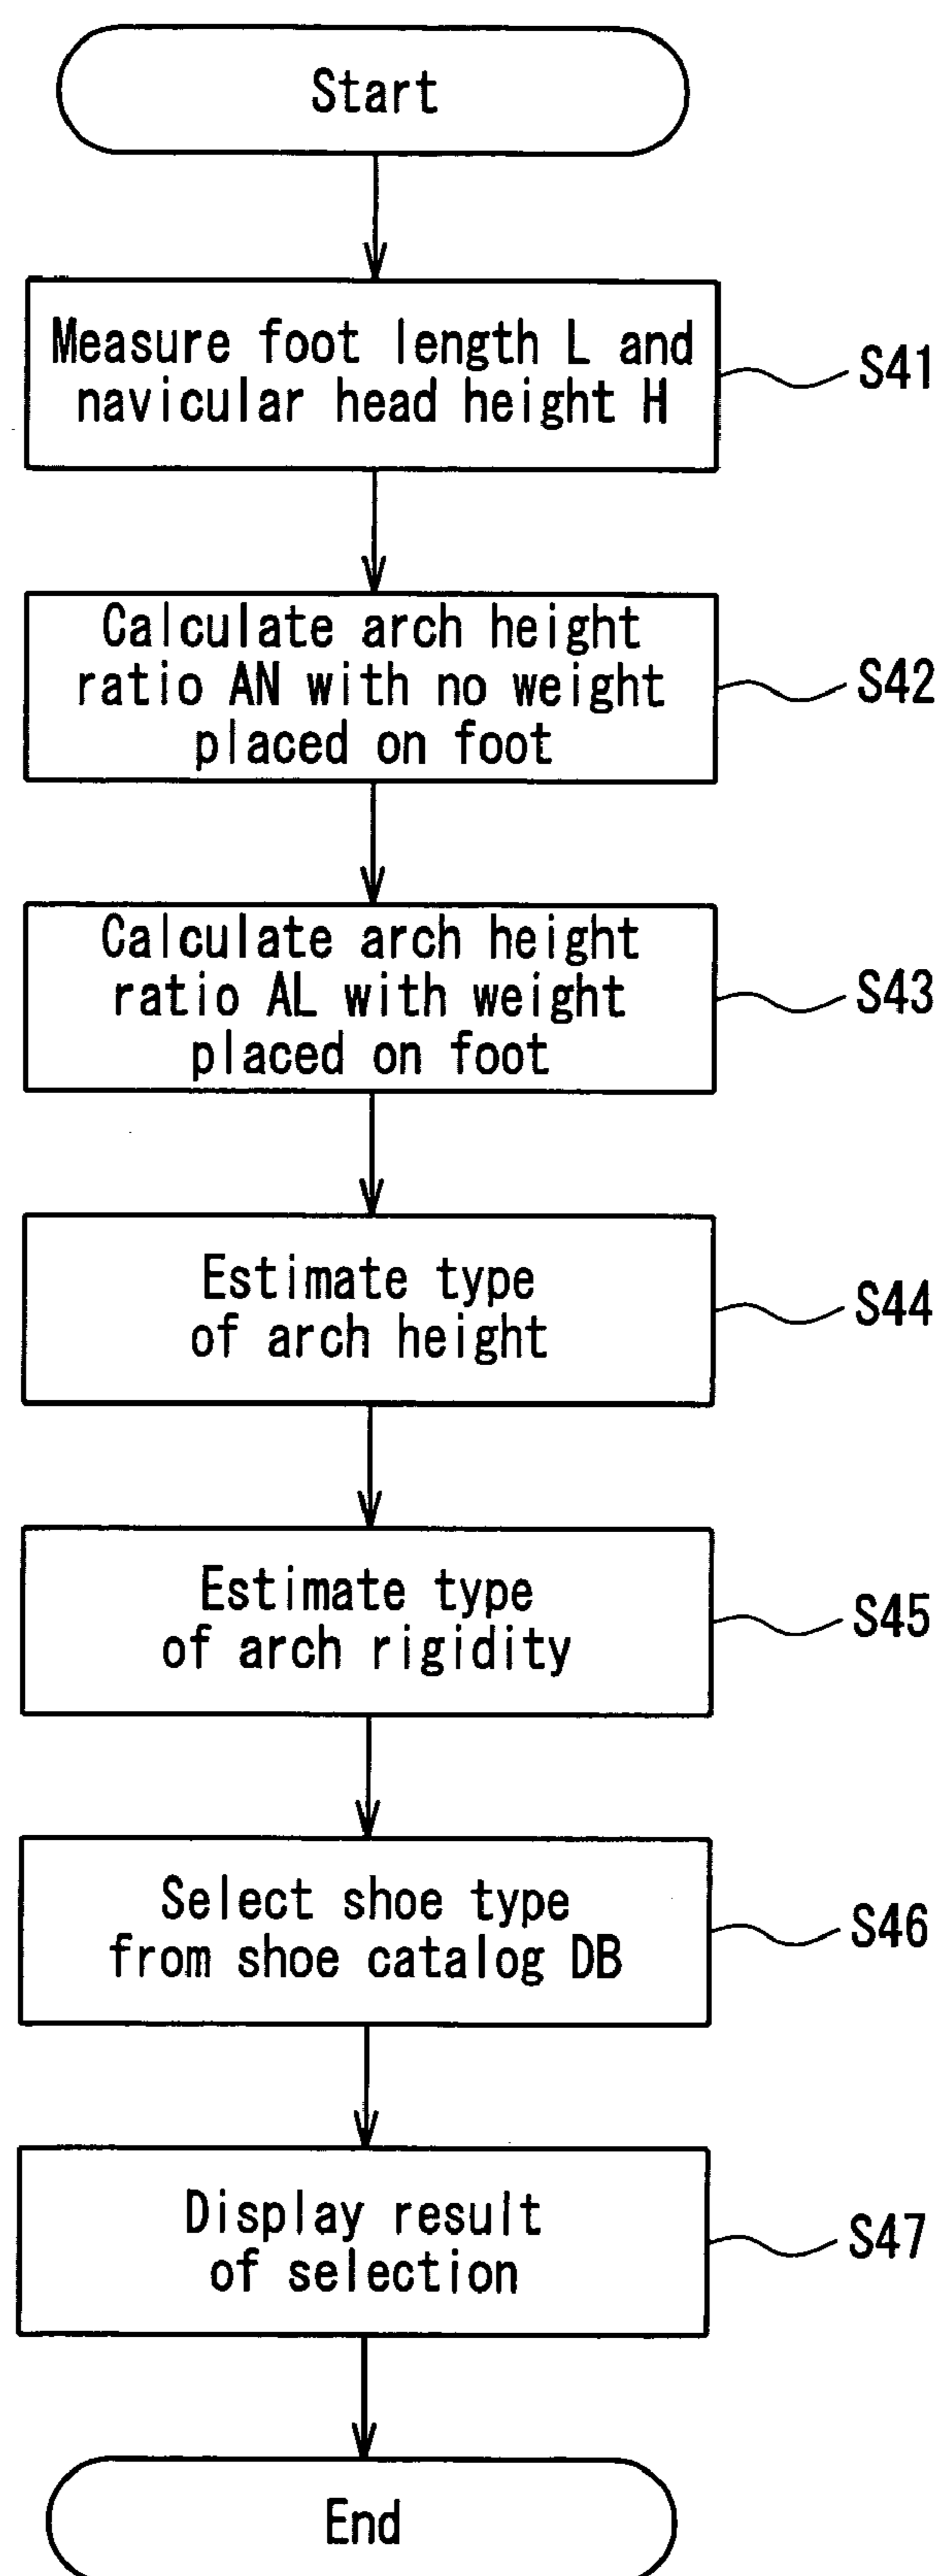 Start
Measure foot length L and
navicular head height H
S41
Calculate arch height
ratio AN with no weight
placed on foot
S42
Calculate arch height
ratio AL with weight
placed on foot
S43
Estimate type
of arch height
S44
Estimate type
of arch rigidity
S45
Select shoe type
from shoe catalog DB
S46
Display result
of selection
S47
End